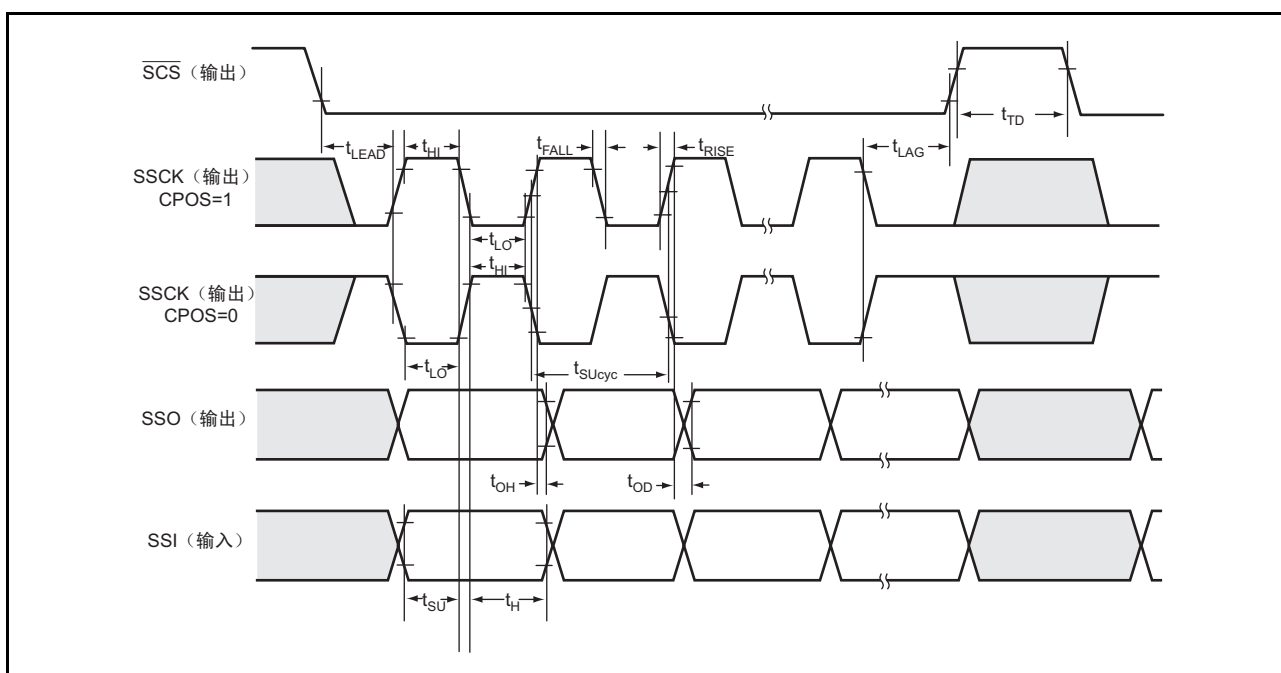 SCS（输出）
tTD
tLEAD
tHI
tFALL
tRISE
tLAG
SSCK（输出）
CPOS=1
tLO
tHI
SSCK（输出）
CPOS=0
tLO
tSUcyc
SSO（输出）
tOH
tOD
SSI（输入）
tSU
tH